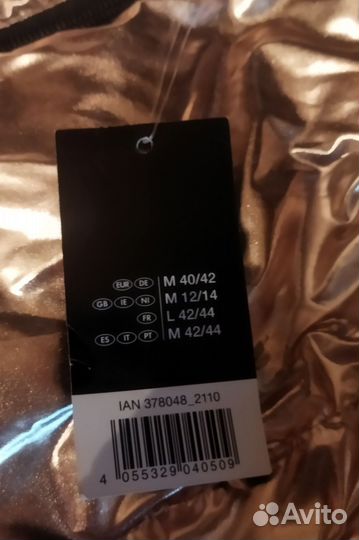 EUR DE M 40/42
GB IE NI M 12/14
FR L 42/44
ES IT PT M 42/44
IAN 378048_2110
4 055329 040509
Avito